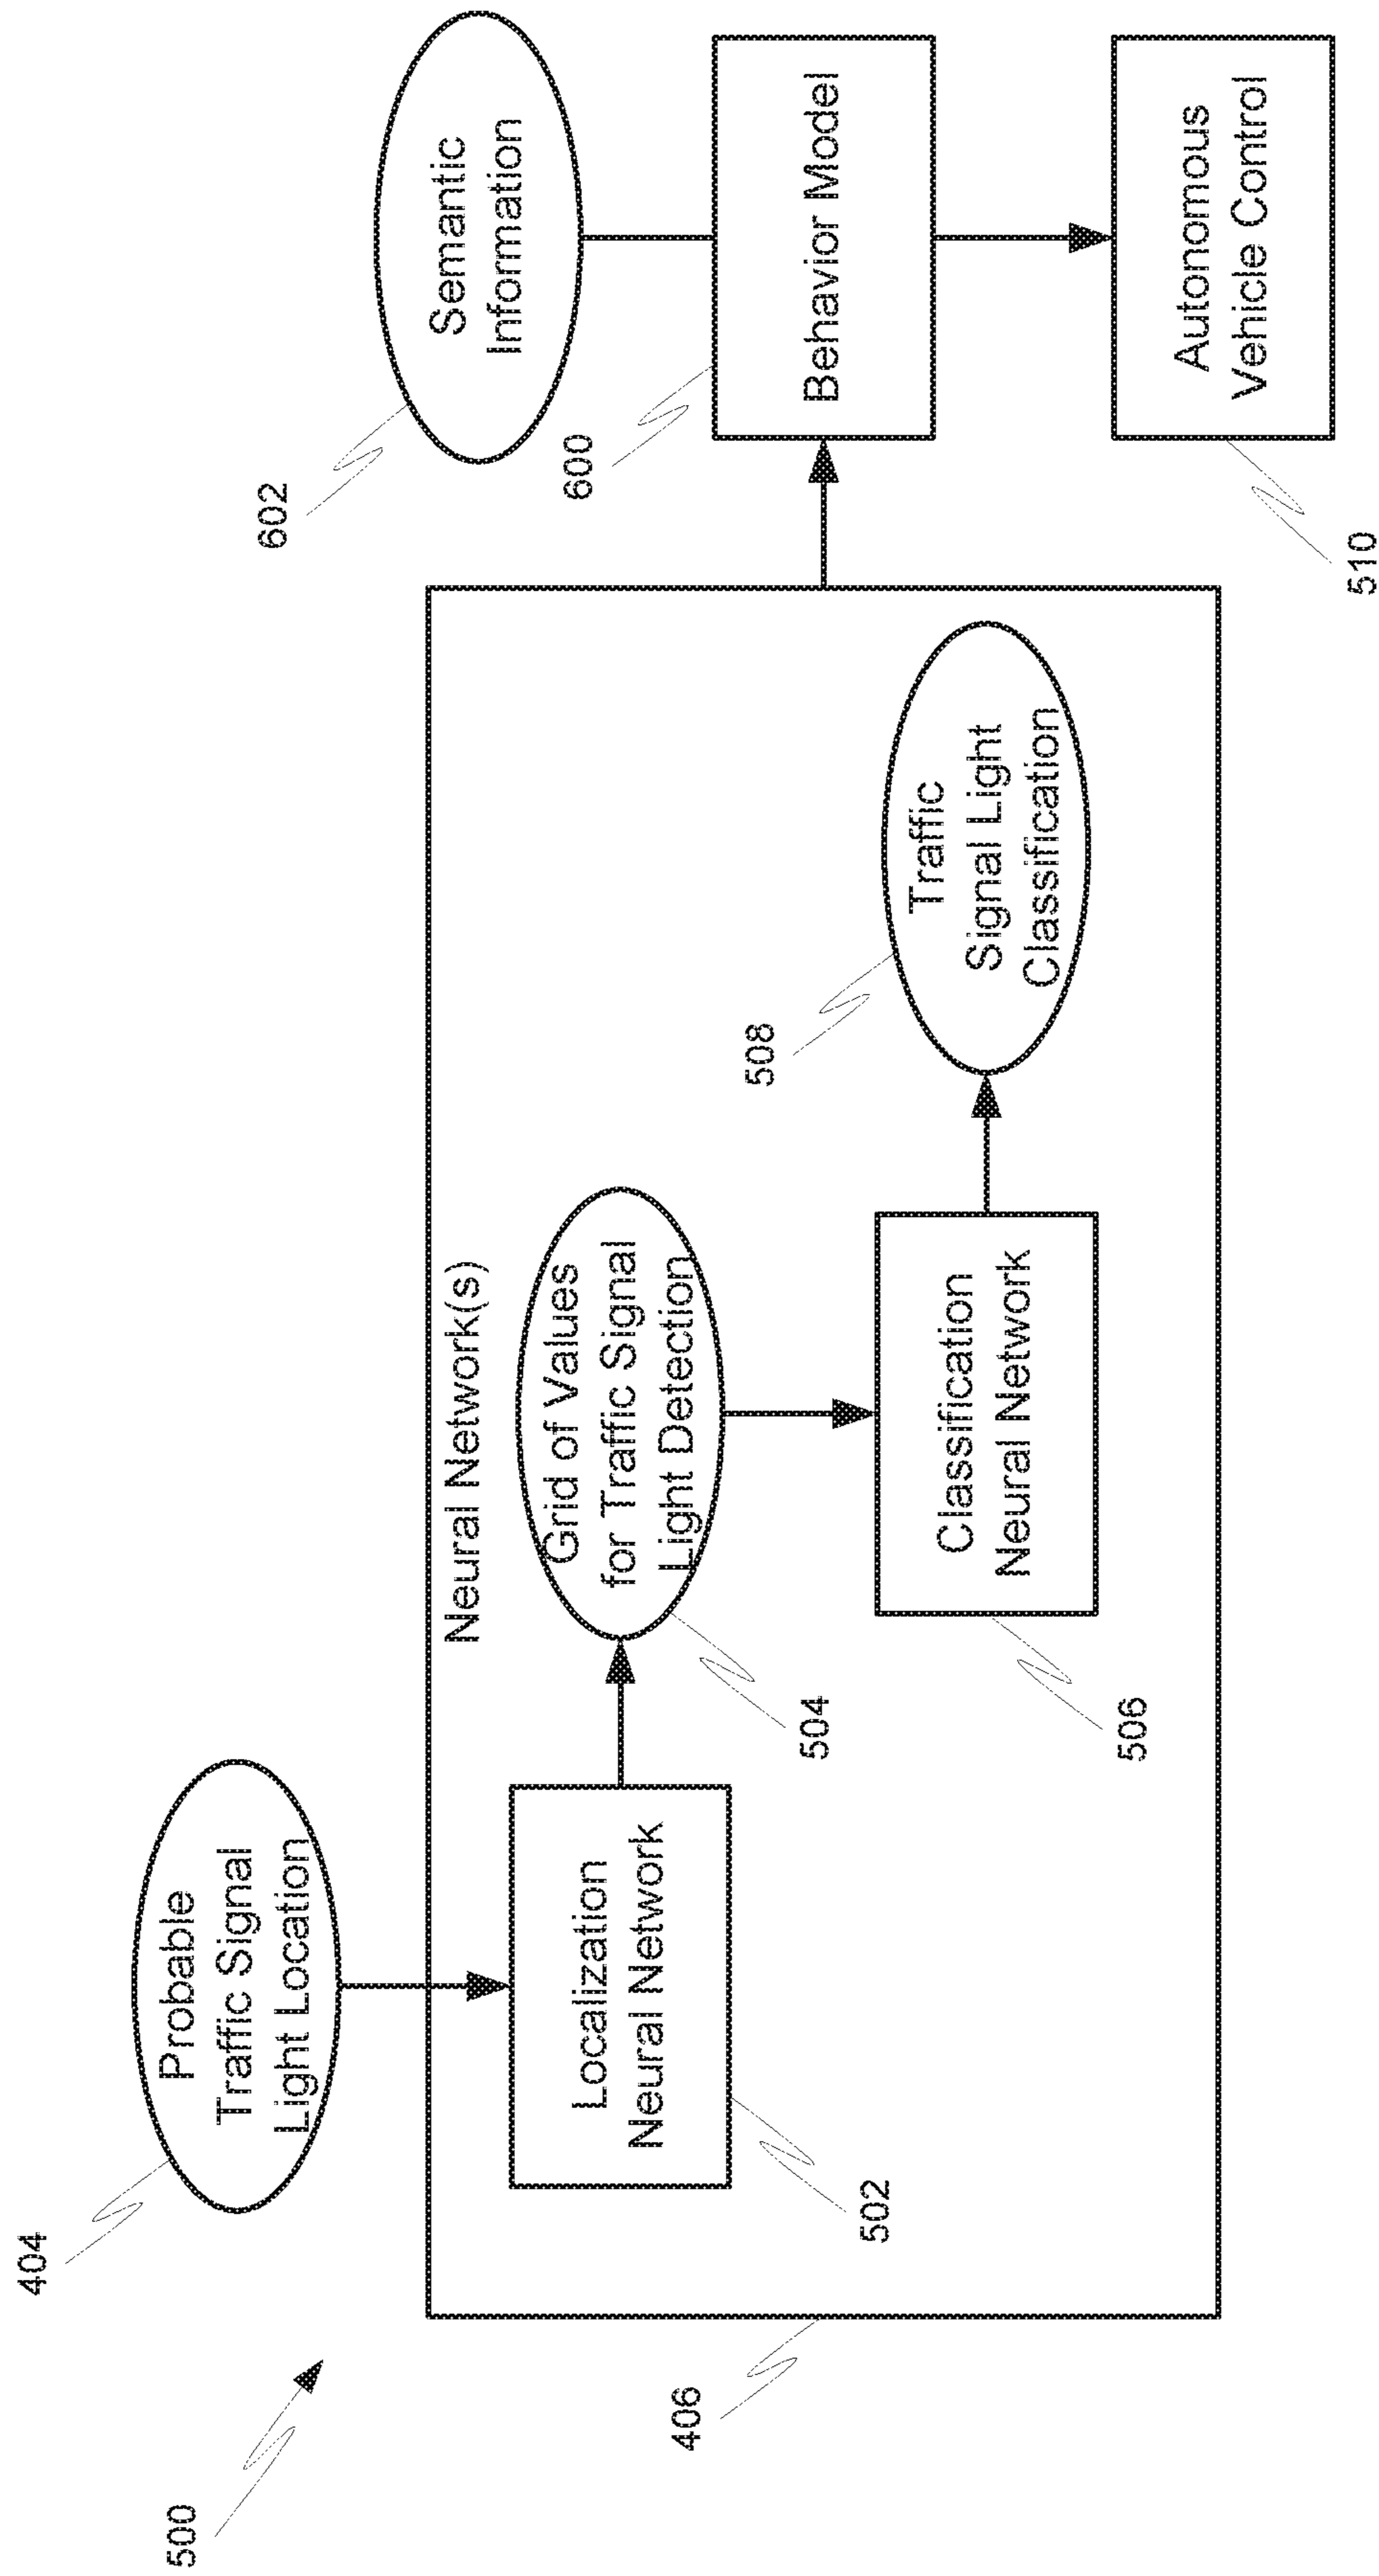 500
404
Probable
Traffic Signal
Light Location
406
Neural Network(s)
502
Localization
Neural Network
504
Grid of Values
for Traffic Signal
Light Detection
506
Classification
Neural Network
508
Traffic
Signal Light
Classification
602
Semantic
Information
600
Behavior Model
510
Autonomous
Vehicle Control